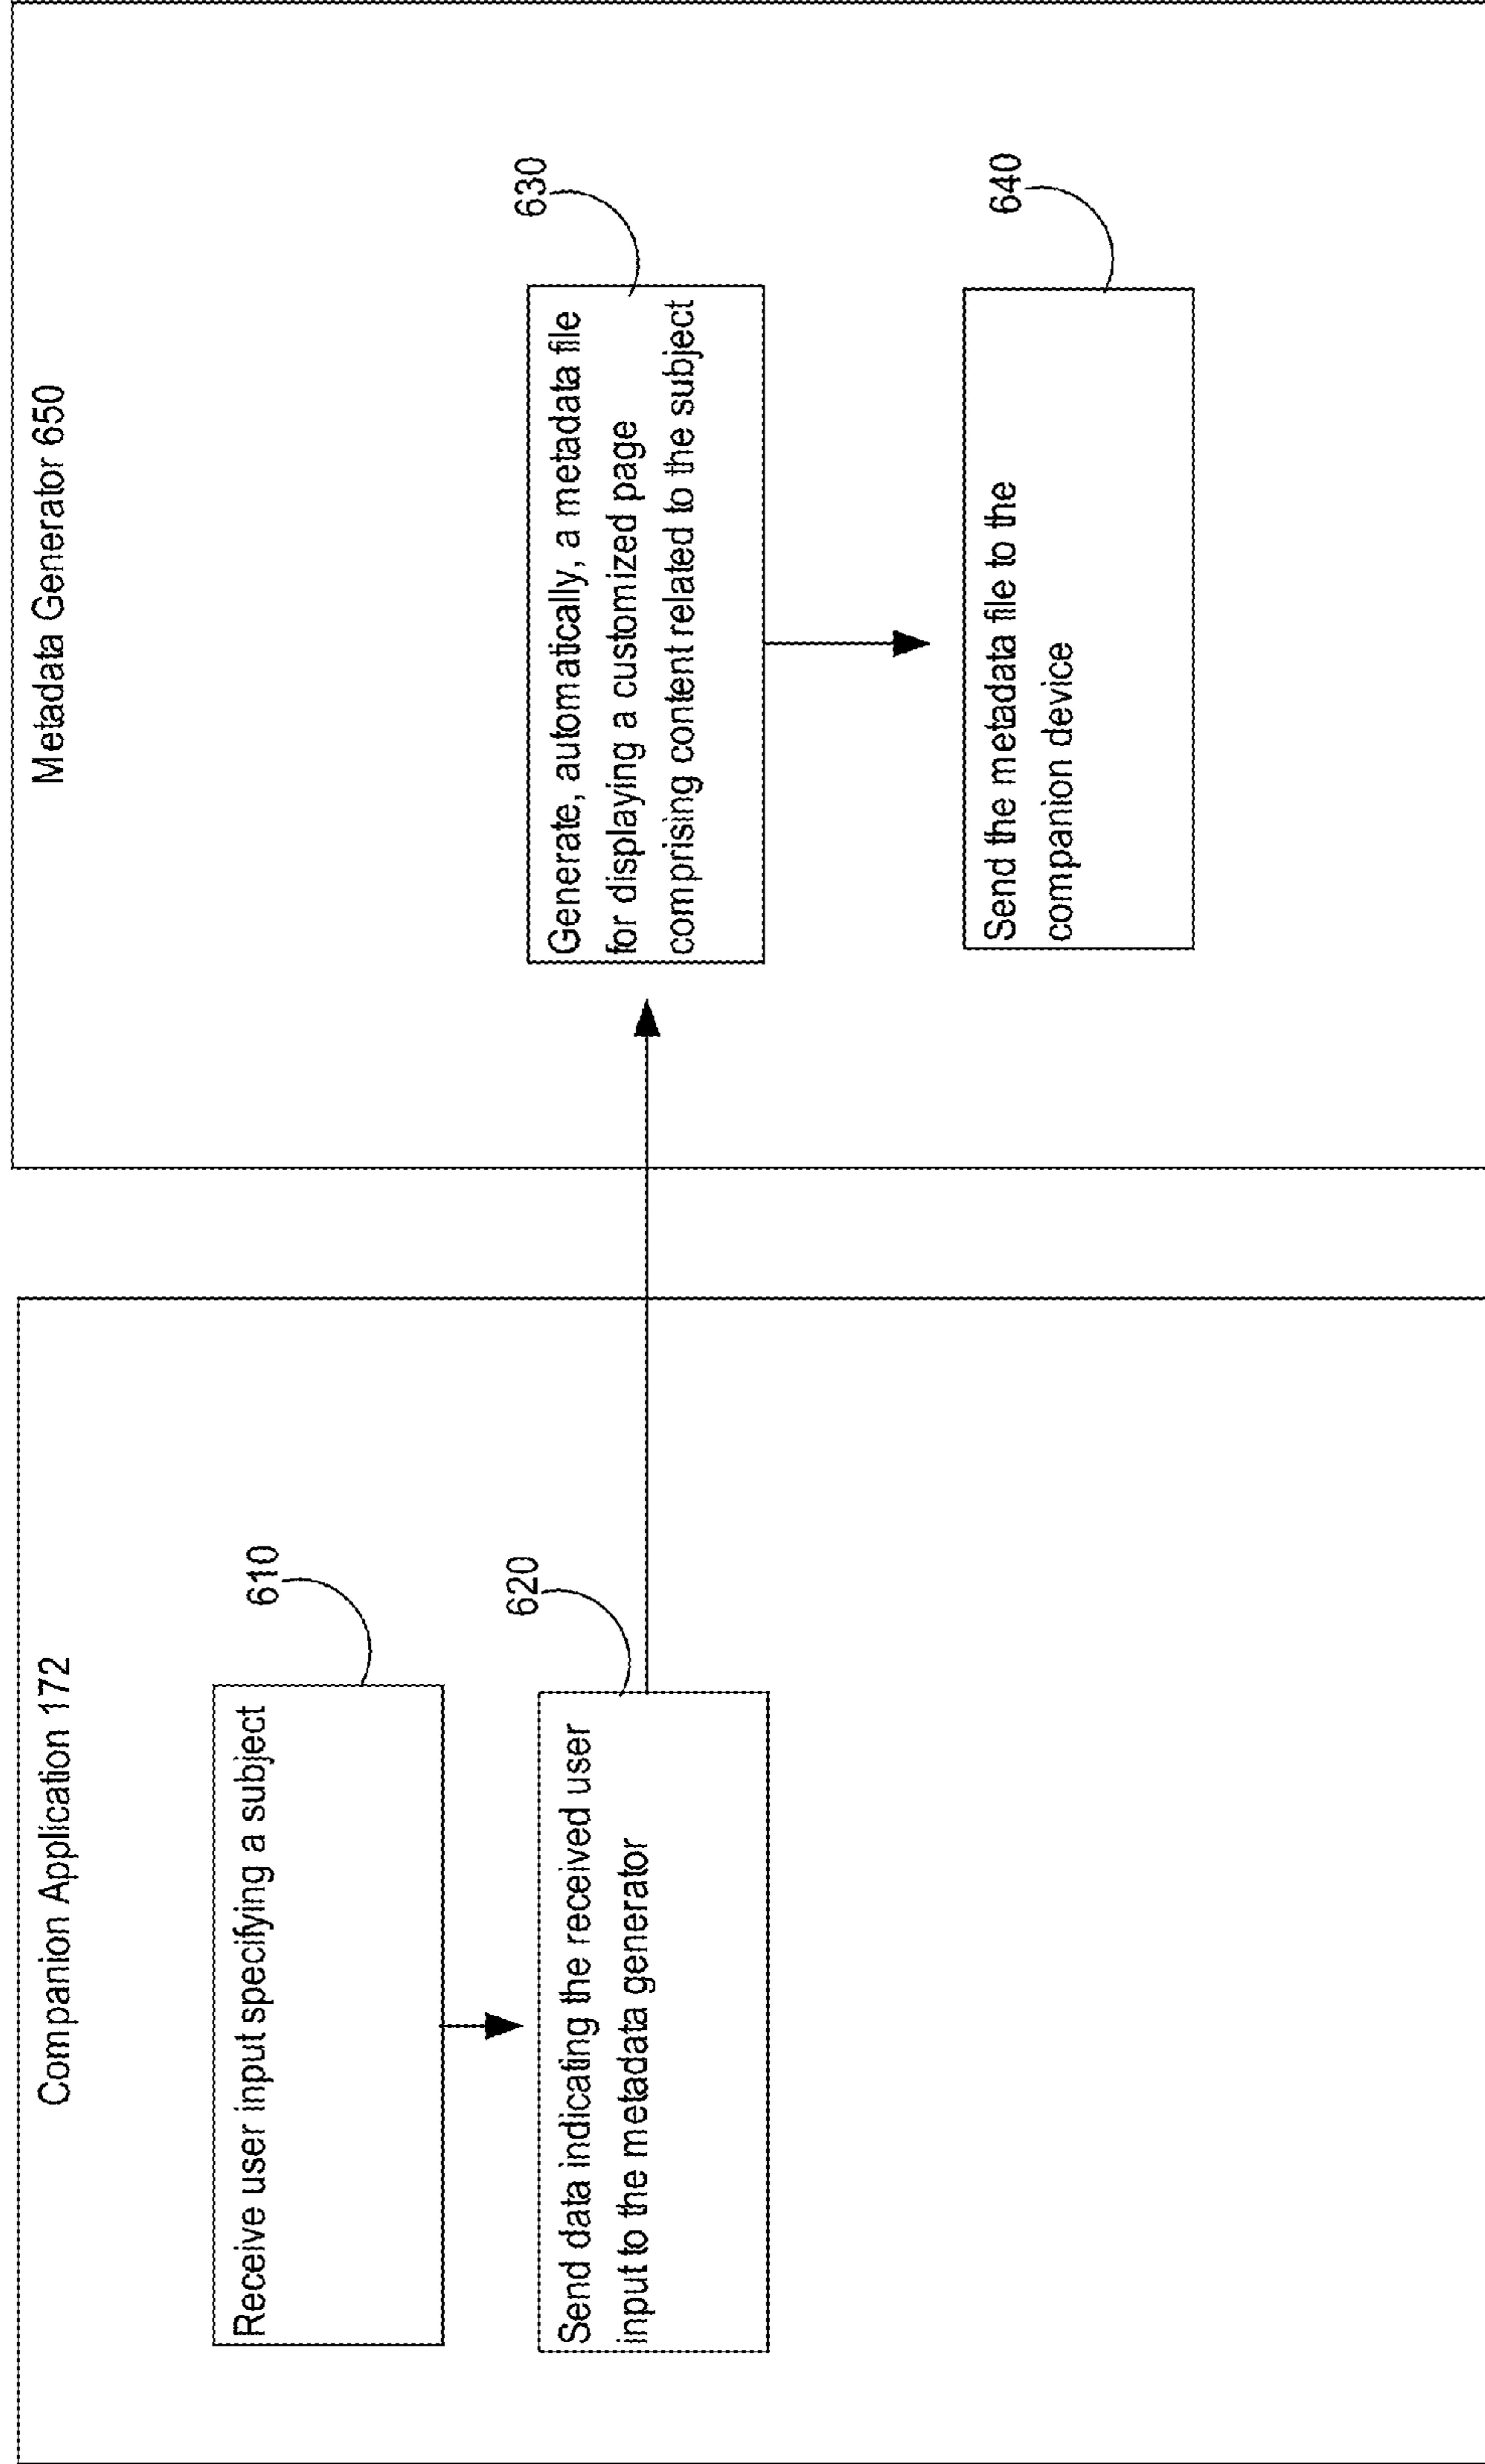 Companion Application 172
610
Receive user input specifying a subject
620
Send data indicating the received user
input to the metadata generator
Metadata Generator 650
630
Generate, automatically, a metadata file
for displaying a customized page
comprising content related to the subject
640
Send the metadata file to the
companion device